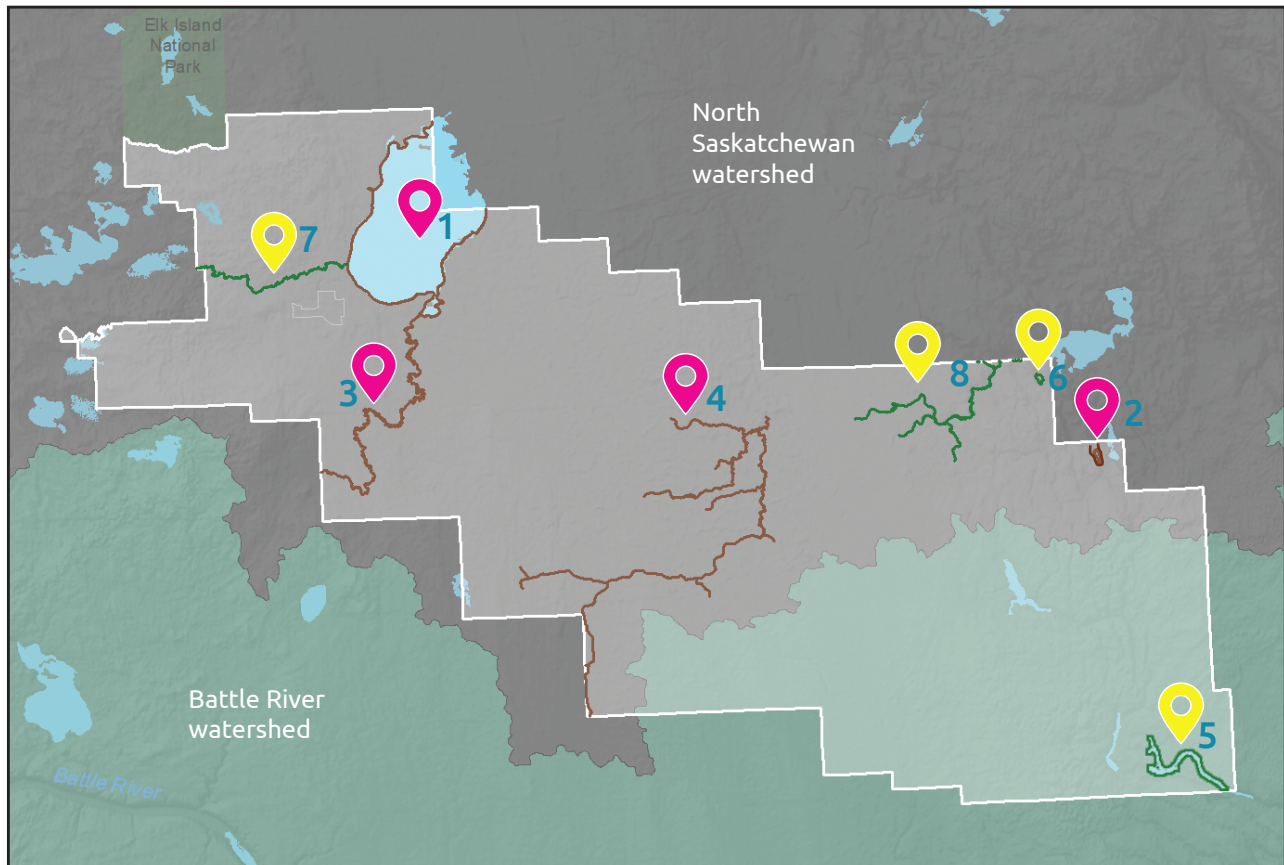 Elk Island
National
Park
North
Saskatchewan
watershed
1
7
8
6
3
4
2
Battle River
watershed
5
Battle River